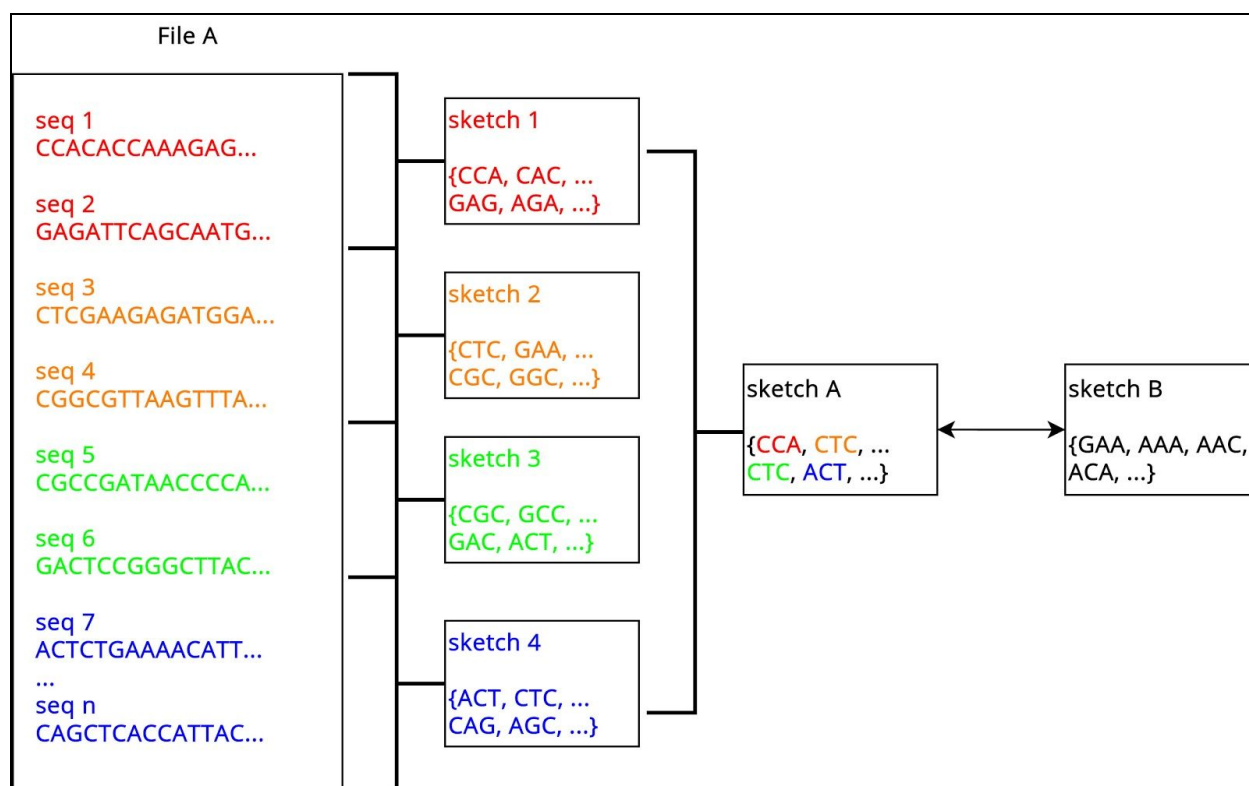 File A
seq 1
CCACACCAAAGAG...
seq 2
GAGATTCAGCAATG...
seq 3
CTCGAAGAGATGGA...
seq 4
CGGCGTTAAGTTTA...
seq 5
CGCCGATAACCCCA...
seq 6
GACTCCGGGCTTAC...
seq 7
ACTCTGAAAACATT...
...
seq n
CAGCTCACCATTAC...
sketch 1
{CCA, CAC, ...
GAG, AGA, ...}
sketch 2
{CTC, GAA, ...
CGC, GGC, ...}
sketch 3
{CGC, GCC, ...
GAC, ACT, ...}
sketch 4
{ACT, CTC, ...
CAG, AGC, ...}
sketch A
{CCA, CTC, ...
CTC, ACT, ...}
sketch B
{GAA, AAA, AAC,
ACA, ...}